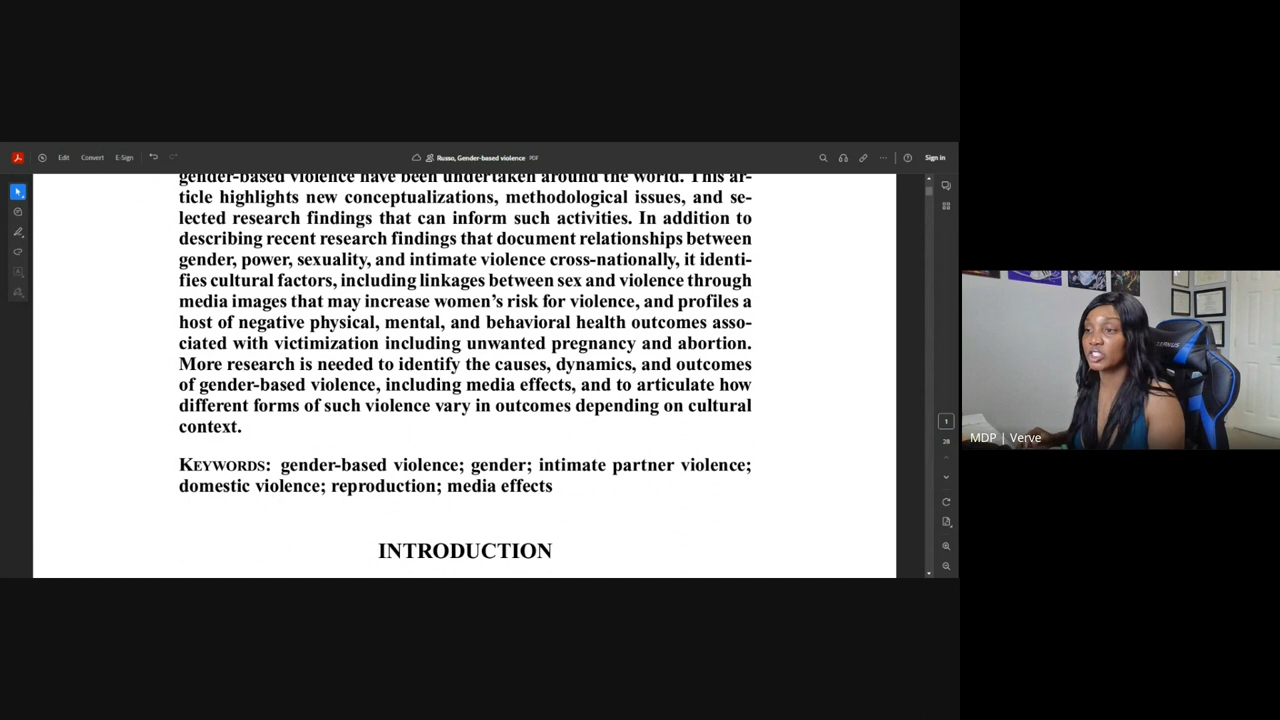 Edit Convert E-Sign Russo, Gender-based violence PDF Sign in
gender-based violence have been undertaken around the world. This ar-
ticle highlights new conceptualizations, methodological issues, and se-
lected research findings that can inform such activities. In addition to
describing recent research findings that document relationships between
gender, power, sexuality, and intimate violence cross-nationally, it identi-
fies cultural factors, including linkages between sex and violence through
media images that may increase women’s risk for violence, and profiles a
host of negative physical, mental, and behavioral health outcomes asso-
ciated with victimization including unwanted pregnancy and abortion.
More research is needed to identify the causes, dynamics, and outcomes
of gender-based violence, including media effects, and to articulate how
different forms of such violence vary in outcomes depending on cultural
context.
KEYWORDS: gender-based violence; gender; intimate partner violence;
domestic violence; reproduction; media effects
INTRODUCTION
1
28
MDP | Verve